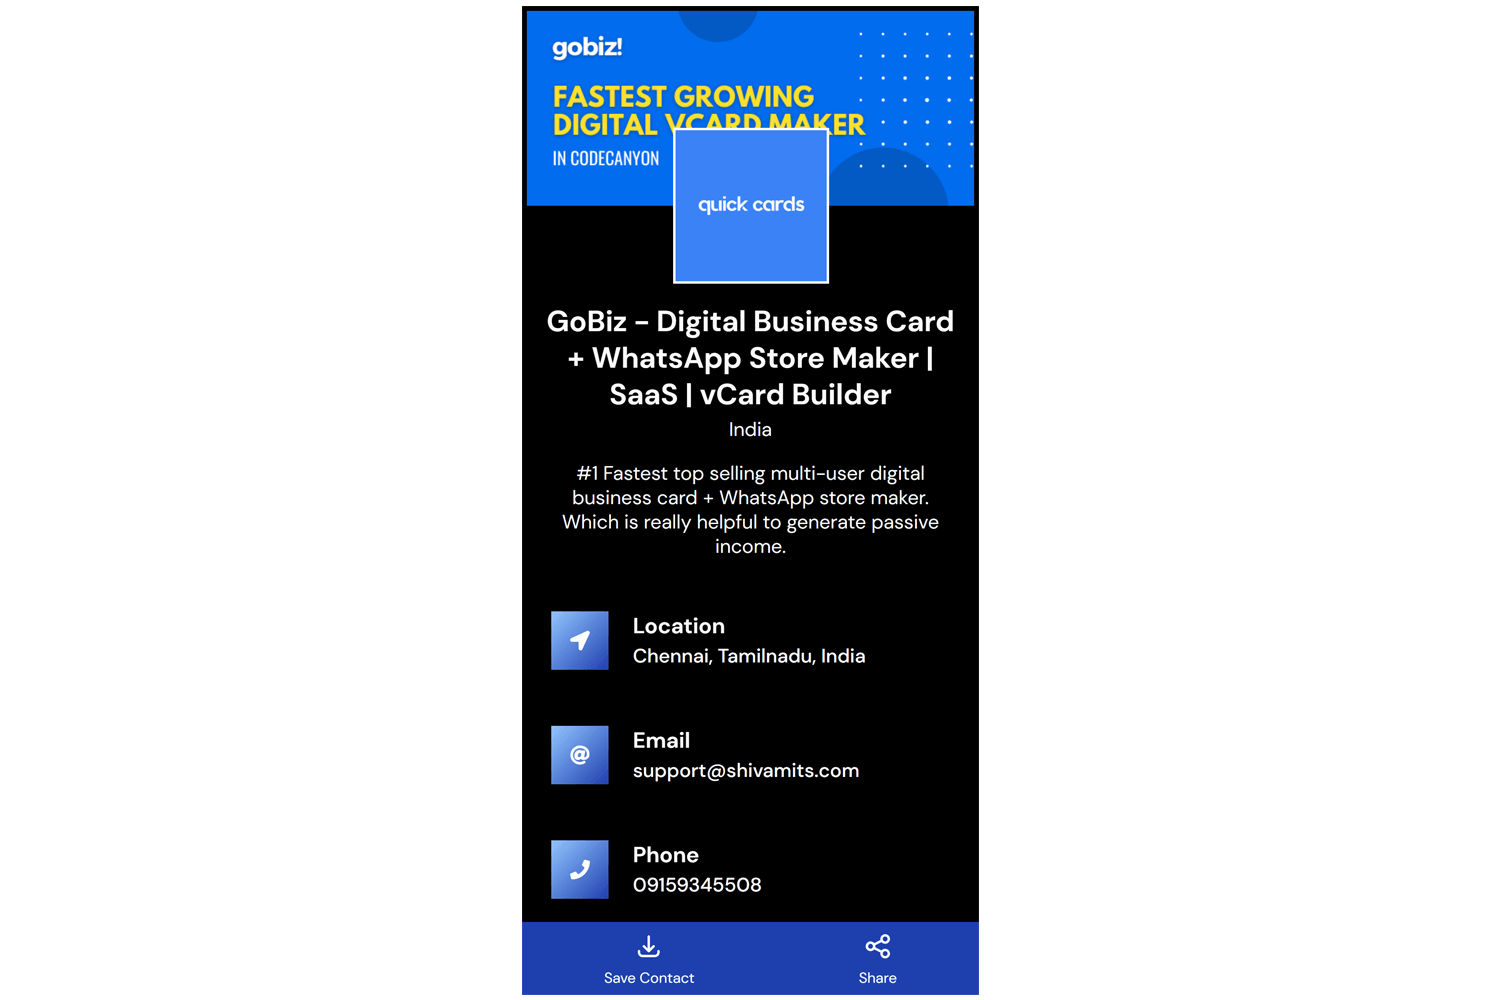 gobiz!
FASTEST GROWING
DIGITAL VCARD MAKER
IN CODECANYON
quick cards
GoBiz - Digital Business Card
+ WhatsApp Store Maker |
SaaS | vCard Builder
India
#1 Fastest top selling multi-user digital
business card + WhatsApp store maker.
Which is really helpful to generate passive
income.
Location
Chennai, Tamilnadu, India
@
Email
support@shivamits.com
Phone
09159345508
Save Contact
Share